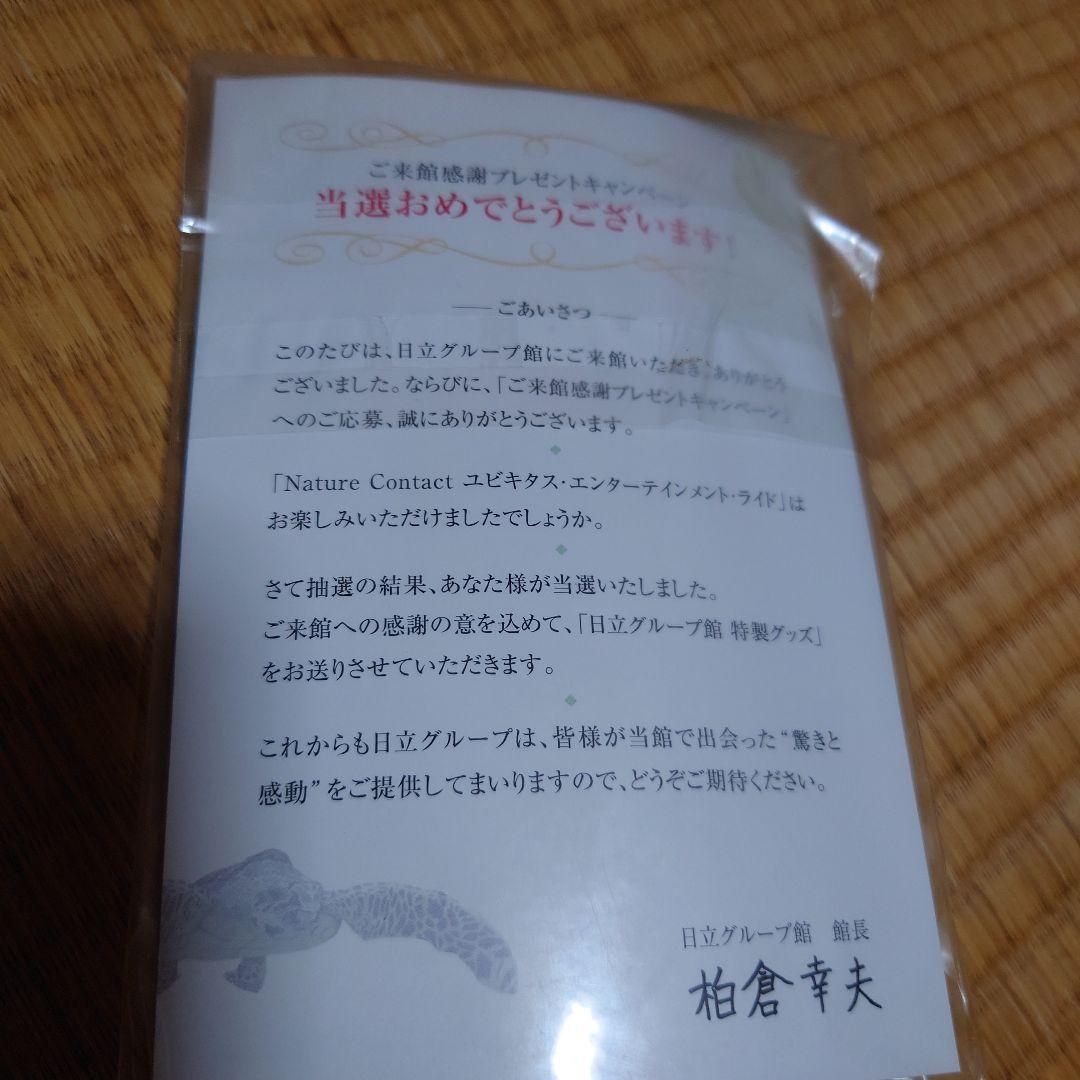 ご来館感謝プレゼントキャンペーン
当選おめでとうございます!
ごあいさつ
このたびは、日立グループ館にご来館いただき、ありがとう
ございました。ならびに、「ご来館感謝プレゼントキャンペーン」
へのご応募、誠にありがとうございます。
「Nature Contact ユビキタス・エンターテインメント・ライド」は
お楽しみいただけましたでしょうか。
さて抽選の結果、あなた様が当選いたしました。
ご来館への感謝の意を込めて、「日立グループ館 特製グッズ」
をお送りさせていただきます。
これからも日立グループは、皆様が当館で出会った“驚きと
感動”をご提供してまいりますので、どうぞご期待ください。
日立グループ館 館長
柏倉幸夫